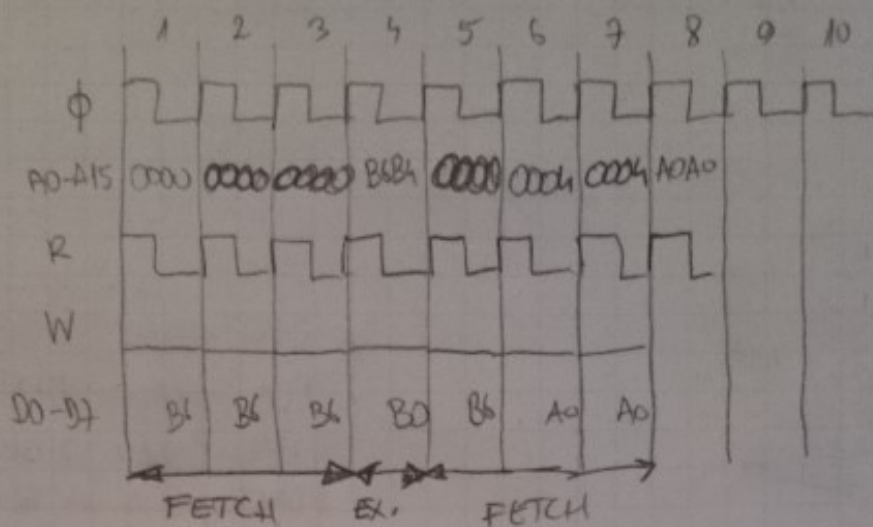 1 2 3 4 5 6 7 8 9 10
Φ
A0-A15 0000 0000 0000 B6B4 0000 0004 0004 A0A0
R
W
D0-D7 B6 B6 B6 B0 B6 A0 A0
FETCH EX. FETCH